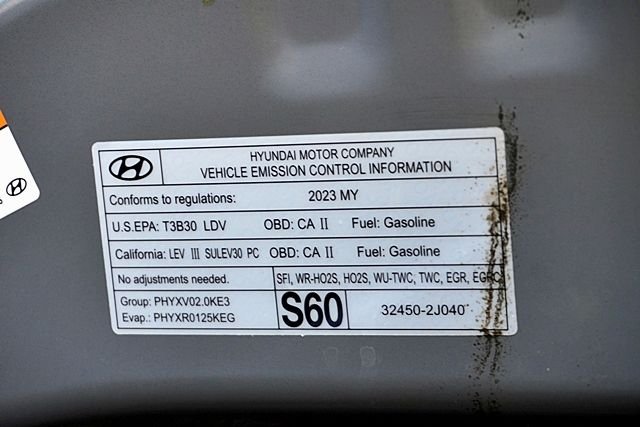 HYUNDAI MOTOR COMPANY
VEHICLE EMISSION CONTROL INFORMATION
Conforms to regulations: 2023 MY
U.S.EPA: T3B30 LDV OBD: CA II Fuel: Gasoline
California: LEV III SULEV30 PC OBD: CA II Fuel: Gasoline
No adjustments needed. SFI, WR-HO2S, HO2S, WU-TWC, TWC, EGR, EGRC
Group: PHYXV02.0KE3
Evap.: PHYXR0125KEG
S60
32450-2J040